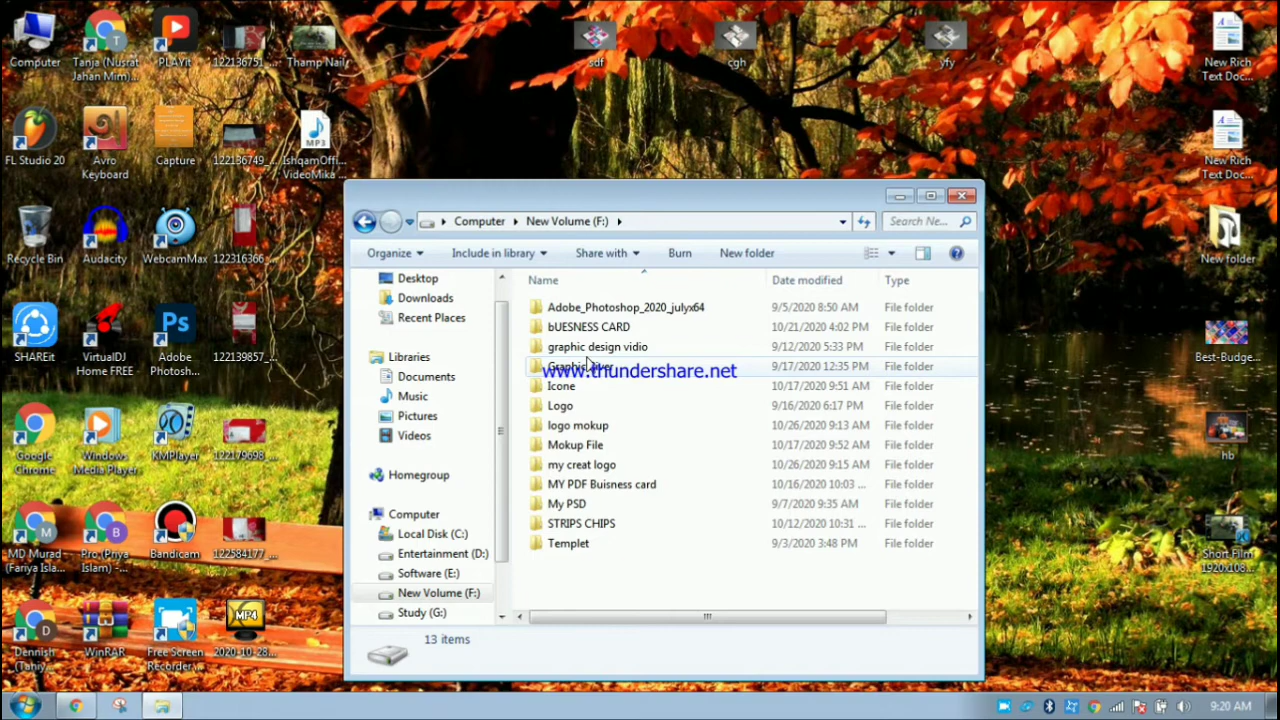 Computer
Tanja (Nusrat
Jahan Mim)...
PLAYit
122136751_...
Thamp Nail
sdf
cgh
yfy
New Rich
Text Doc...
FL Studio 20
Avro
Keyboard
Capture
122136749_...
MP3
IshqamOffi...
VideoMika ...
New Rich
Text Doc...
Recycle Bin
Audacity
WebcamMax
122316366_...
New folder
SHAREit
VirtualDJ
Home FREE
Ps
Adobe
Photosh...
122139857_...
Best-Budge...
Google
Chrome
Windows
Media Player
KMPlayer
122179698_...
hb
M
MD Murad
(Fariya Isla...
B
Pro.(Priya
Islam) -...
Bandicam
122584177_...
Short Film
1920x108...
D
Dennish
(Tahiy...
WinRAR
Free Screen
Recorder...
MP4
2020-10-28...
Computer
New Volume (F:)
Search Ne...
Organize
Include in library
Share with
Burn
New folder
Desktop
Downloads
Recent Places
Libraries
Documents
Music
Pictures
Videos
Homegroup
Computer
Local Disk (C:)
Entertainment (D:)
Software (E:)
New Volume (F:)
Study (G:)
Name Date modified Type
Adobe_Photoshop_2020_julyx64 9/5/2020 8:50 AM File folder
bUESNESS CARD 10/21/2020 4:02 PM File folder
graphic design vidio 9/12/2020 5:33 PM File folder
9/17/2020 12:35 PM File folder
www.thundershare.net
Icone 10/17/2020 9:51 AM File folder
Logo 9/16/2020 6:17 PM File folder
logo mokup 10/26/2020 9:13 AM File folder
Mokup File 10/17/2020 9:52 AM File folder
my creat logo 10/26/2020 9:15 AM File folder
MY PDF Buisness card 10/16/2020 10:03 ... File folder
My PSD 9/7/2020 9:35 AM File folder
STRIPS CHIPS 10/12/2020 10:31 ... File folder
Templet 9/3/2020 3:48 PM File folder
13 items
9:20 AM